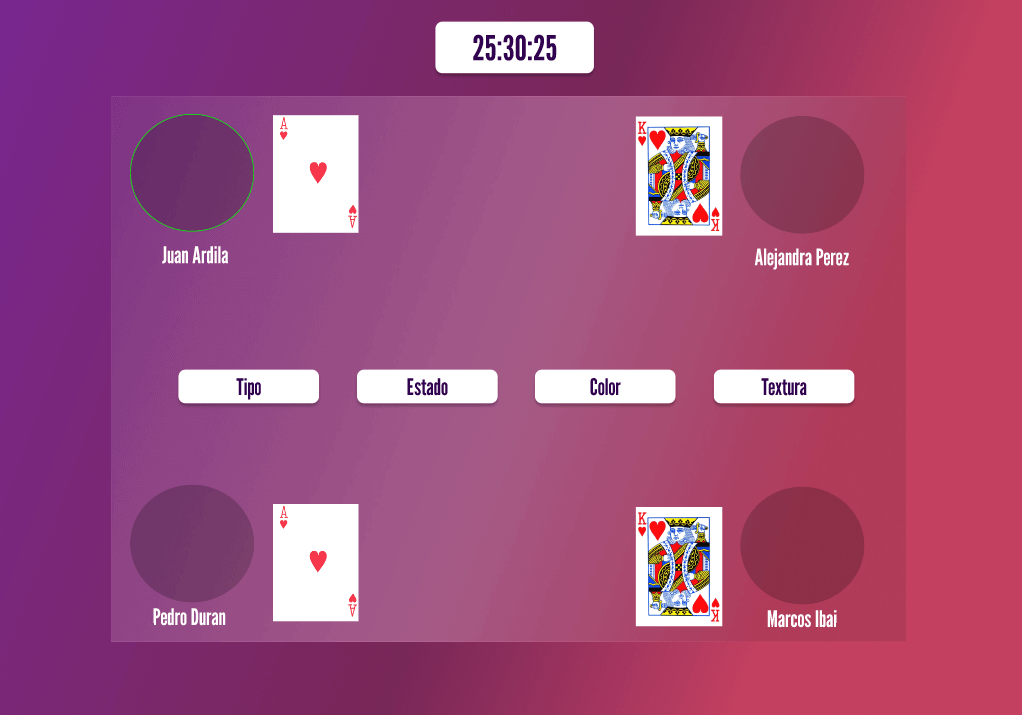 25:30:25
A
A
K
K
Juan Ardila
Alejandra Perez
Tipo
Estado
Color
Textura
A
A
K
K
Pedro Duran
Marcos Ibai